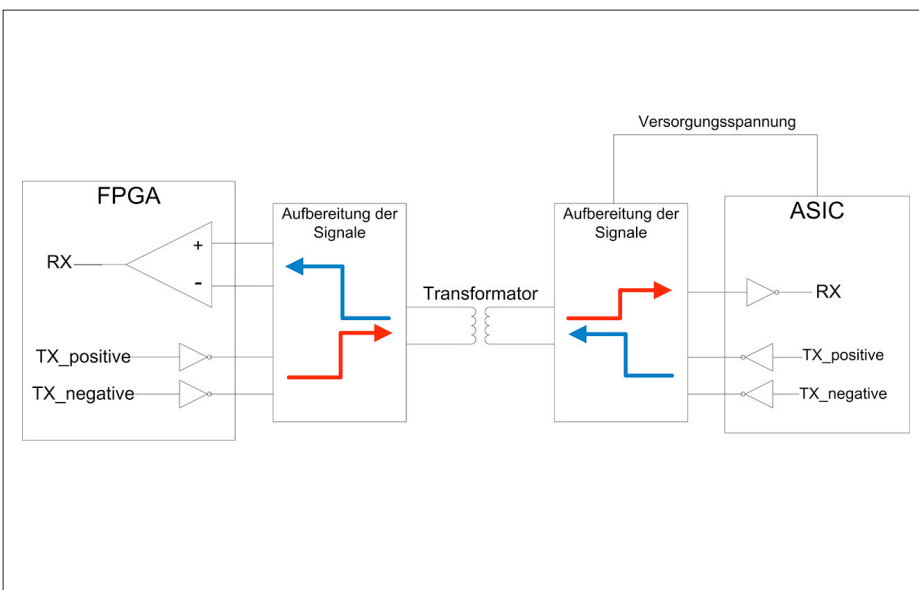 Versorgungsspannung
FPGA
+
-
RX
TX_positive
TX_negative
Aufbereitung der
Signale
Transformator
Aufbereitung der
Signale
ASIC
RX
TX_positive
TX_negative